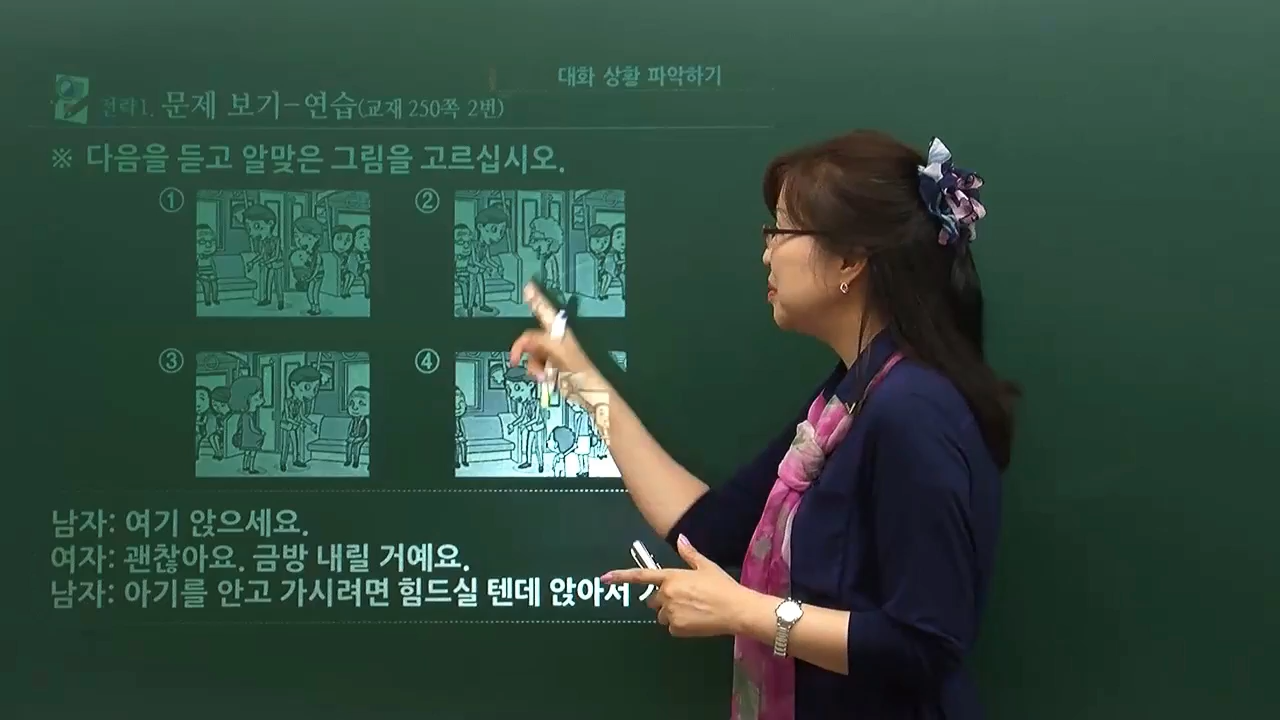 대화 상황 파악하기
전략1. 문제 보기-연습(교재 250쪽 2번)
※ 다음을 듣고 알맞은 그림을 고르십시오.
① ②
③ ④
남자: 여기 앉으세요.
여자: 괜찮아요. 금방 내릴 거예요.
남자: 아기를 안고 가시려면 힘드실 텐데 앉아서